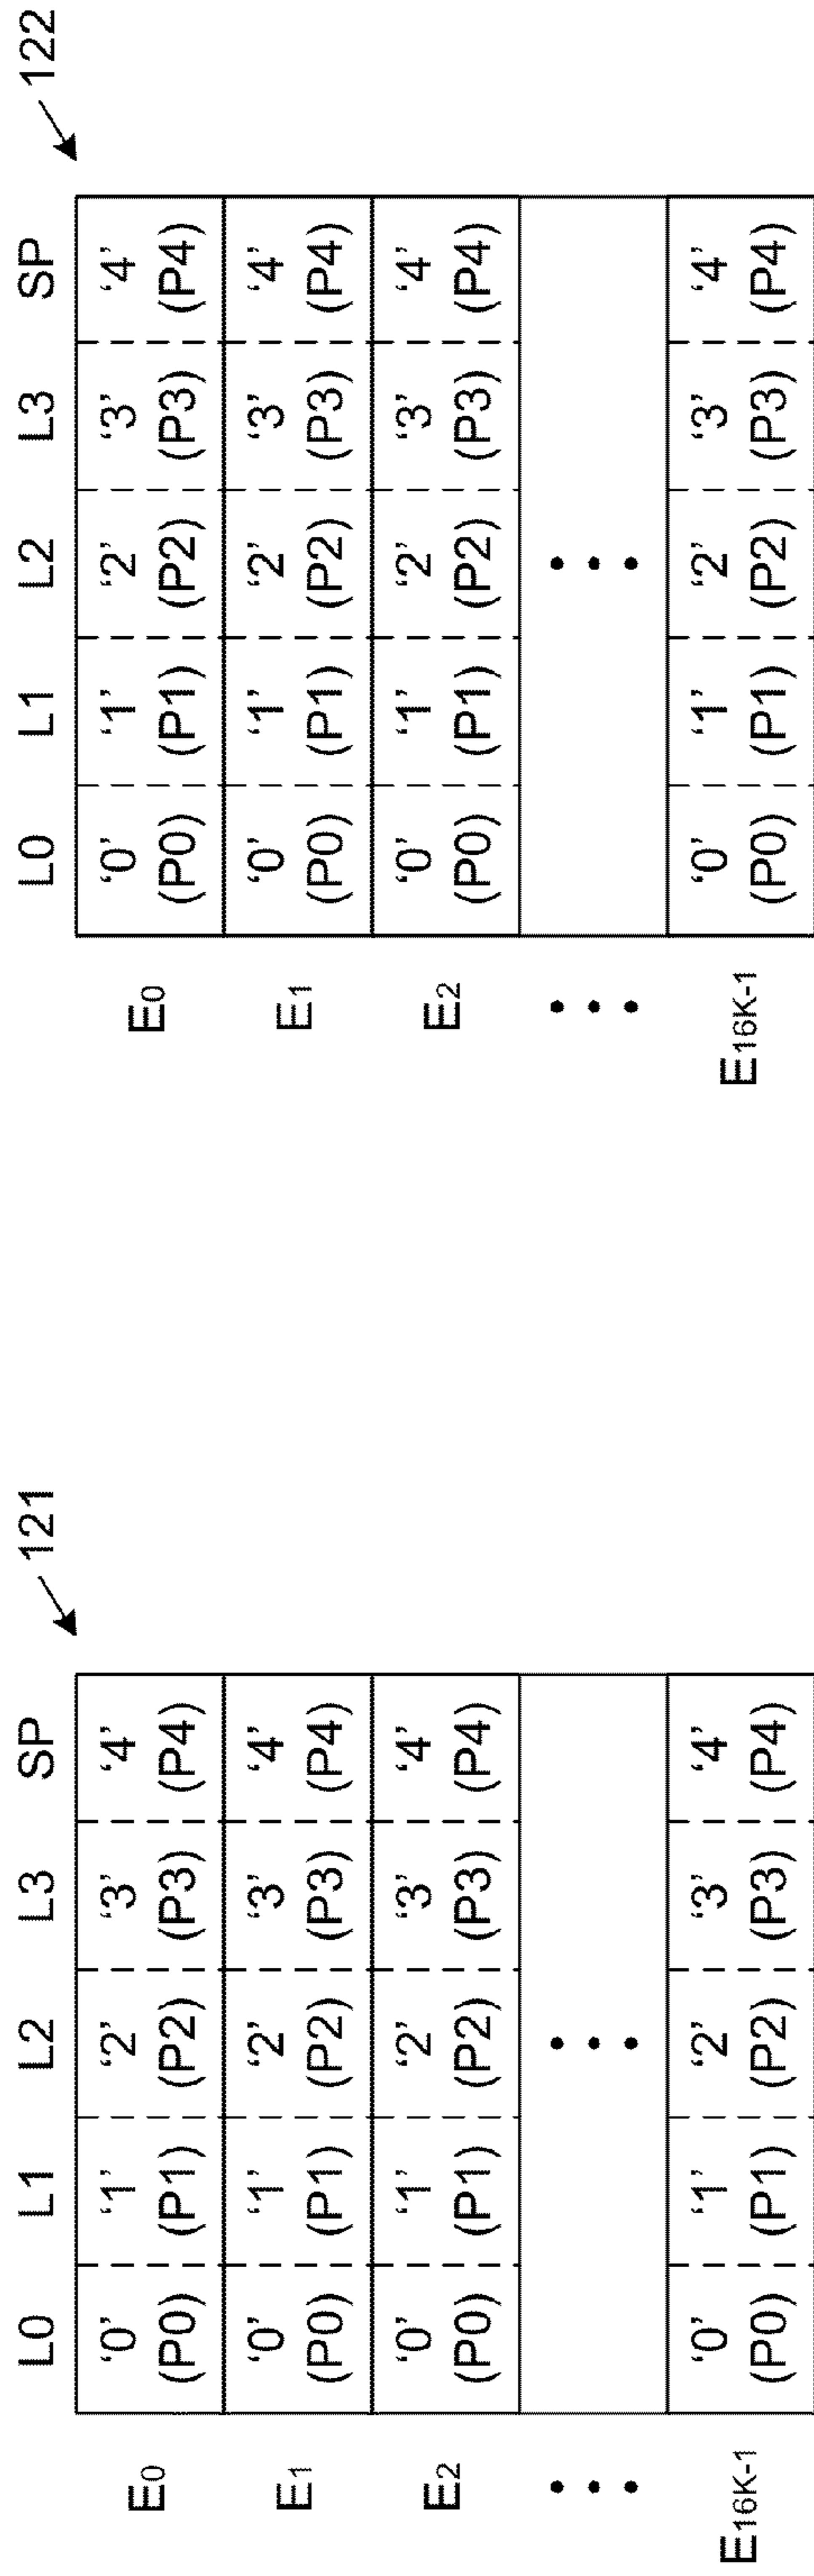 121
L0 L1 L2 L3 SP
E0 '0' '1' '2' '3' '4'
(P0) (P1) (P2) (P3) (P4)
E1 '0' '1' '2' '3' '4'
(P0) (P1) (P2) (P3) (P4)
E2 '0' '1' '2' '3' '4'
(P0) (P1) (P2) (P3) (P4)
E16K-1 '0' '1' '2' '3' '4'
(P0) (P1) (P2) (P3) (P4)
122
L0 L1 L2 L3 SP
E0 '0' '1' '2' '3' '4'
(P0) (P1) (P2) (P3) (P4)
E1 '0' '1' '2' '3' '4'
(P0) (P1) (P2) (P3) (P4)
E2 '0' '1' '2' '3' '4'
(P0) (P1) (P2) (P3) (P4)
E16K-1 '0' '1' '2' '3' '4'
(P0) (P1) (P2) (P3) (P4)